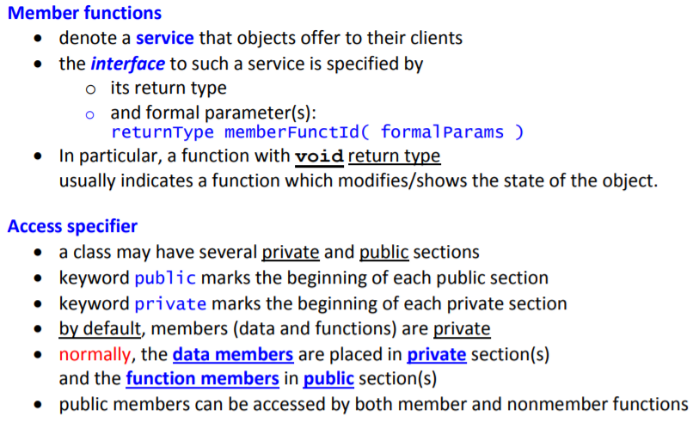 Member functions
• denote a service that objects offer to their clients
• the interface to such a service is specified by
o its return type
o and formal parameter(s):
returnType memberFunctId( formalParams )
• In particular, a function with void return type
usually indicates a function which modifies/shows the state of the object.
Access specifier
• a class may have several private and public sections
• keyword public marks the beginning of each public section
• keyword private marks the beginning of each private section
• by default, members (data and functions) are private
• normally, the data members are placed in private section(s)
and the function members in public section(s)
• public members can be accessed by both member and nonmember functions